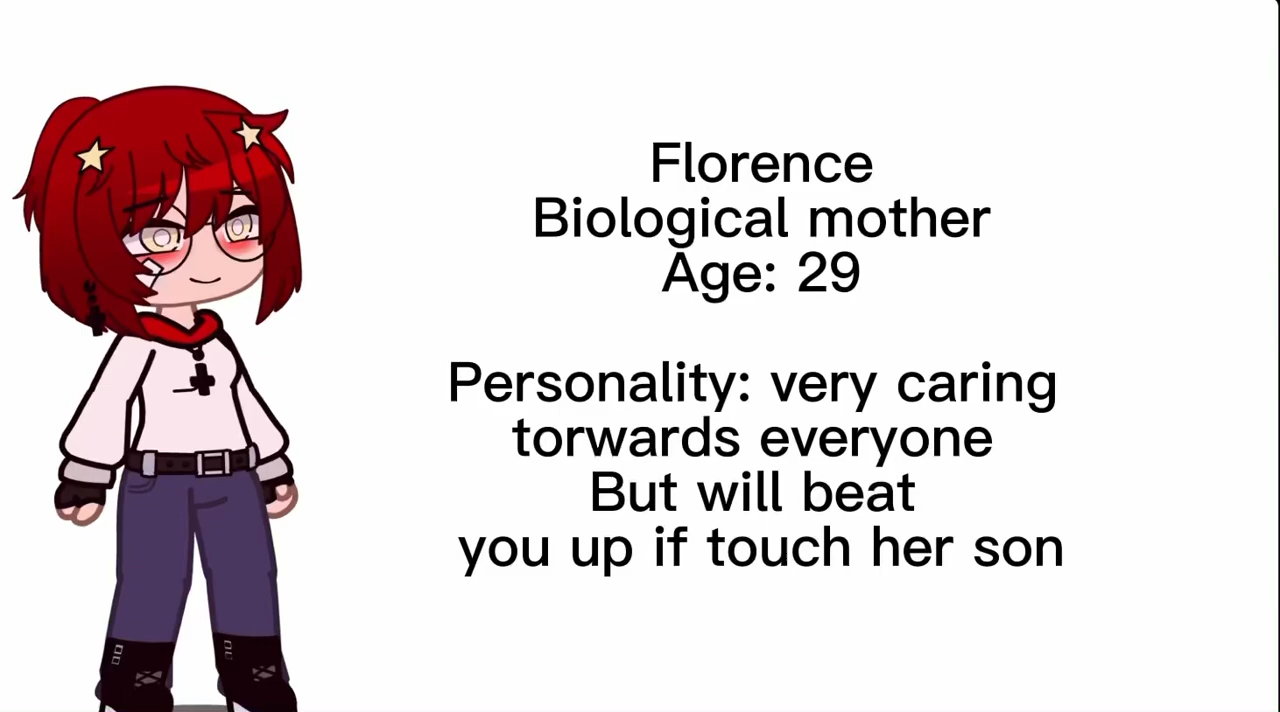 Florence
Biological mother
Age: 29
Personality: very caring
torwards everyone
But will beat
you up if touch her son